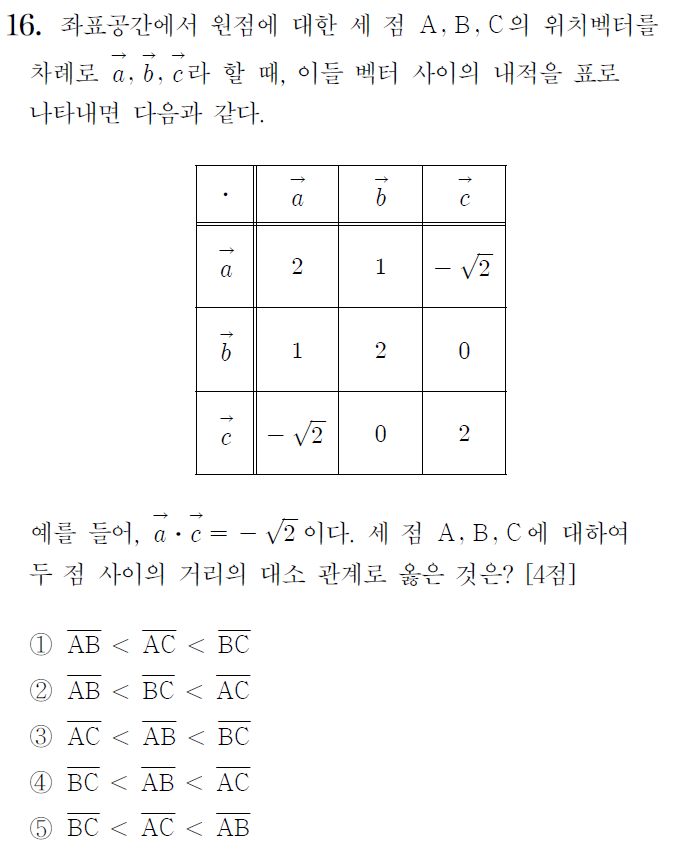 16. 좌표공간에서 원점에 대한 세 점 A, B, C의 위치벡터를
차례로 $\vec{a}$, $\vec{b}$, $\vec{c}$라 할 때, 이들 벡터 사이의 내적을 표로
나타내면 다음과 같다.
· $\vec{a}$ $\vec{b}$ $\vec{c}$
$\vec{a}$ 2 1 $-\sqrt{2}$
$\vec{b}$ 1 2 0
$\vec{c}$ $-\sqrt{2}$ 0 2
예를 들어, $\vec{a}\cdot\vec{c}=-\sqrt{2}$ 이다. 세 점 A, B, C에 대하여
두 점 사이의 거리의 대소 관계로 옳은 것은? [4점]
① $\overline{AB}$ < $\overline{AC}$ < $\overline{BC}$
② $\overline{AB}$ < $\overline{BC}$ < $\overline{AC}$
③ $\overline{AC}$ < $\overline{AB}$ < $\overline{BC}$
④ $\overline{BC}$ < $\overline{AB}$ < $\overline{AC}$
⑤ $\overline{BC}$ < $\overline{AC}$ < $\overline{AB}$